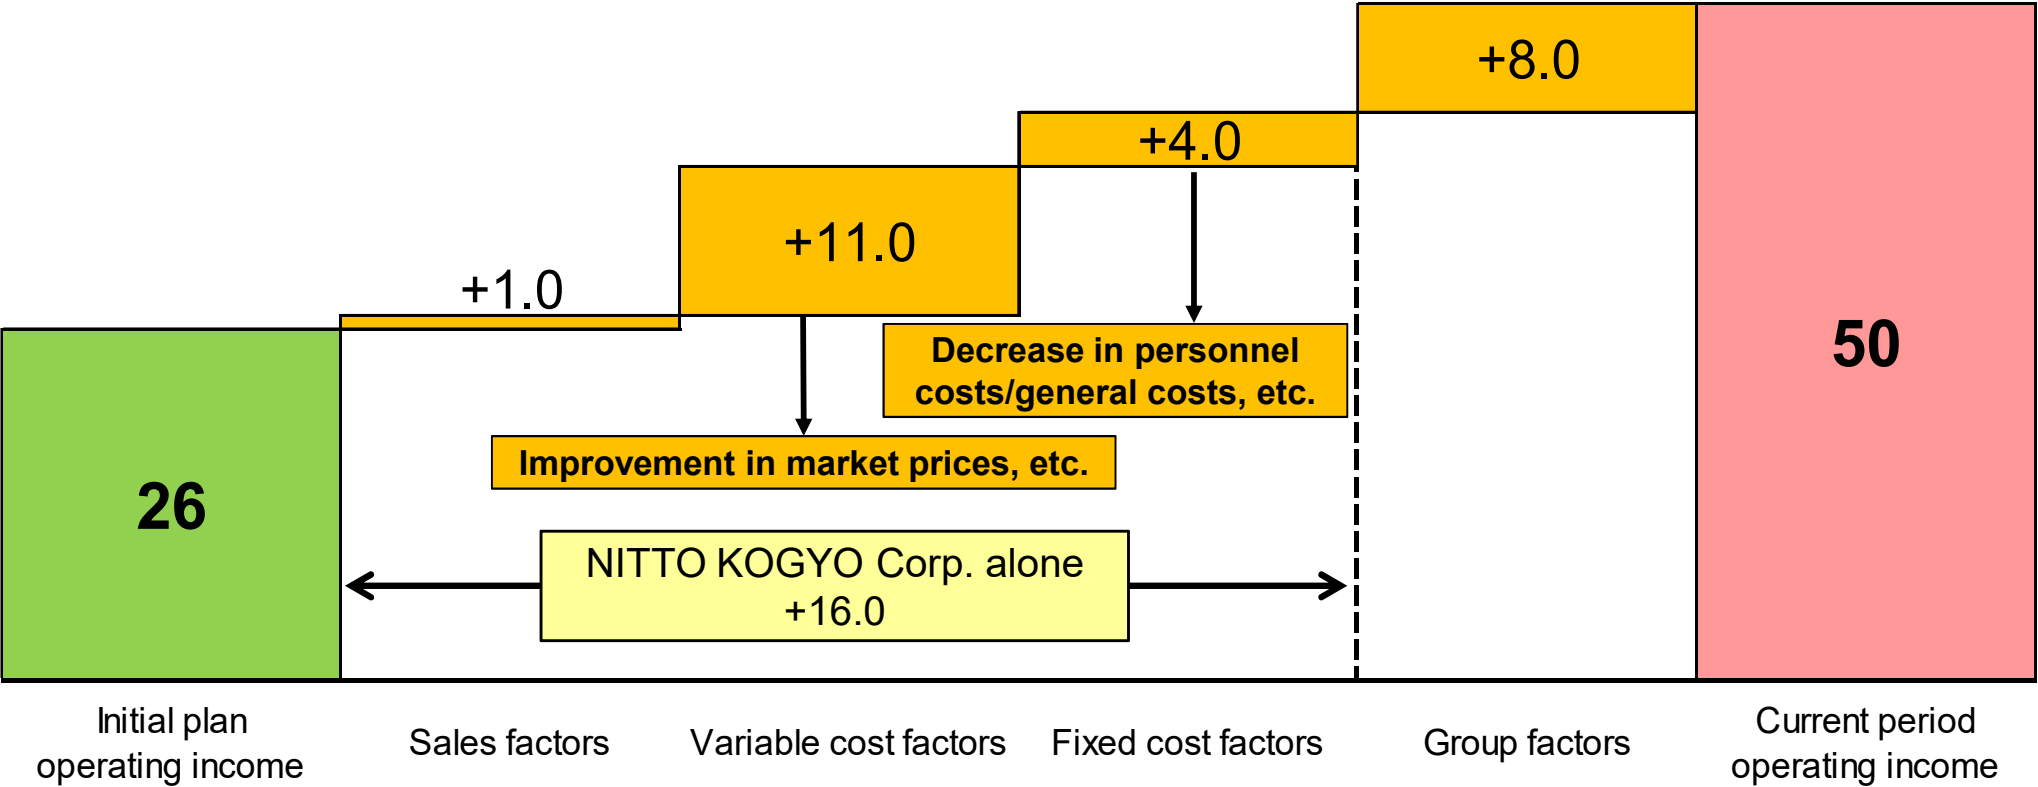 +8.0
+4.0
+11.0
+1.0
Decrease in personnel
costs/general costs, etc.
50
Improvement in market prices, etc.
26
NITTO KOGYO Corp. alone
+16.0
Initial plan
operating income
Sales factors
Variable cost factors
Fixed cost factors
Group factors
Current period
operating income